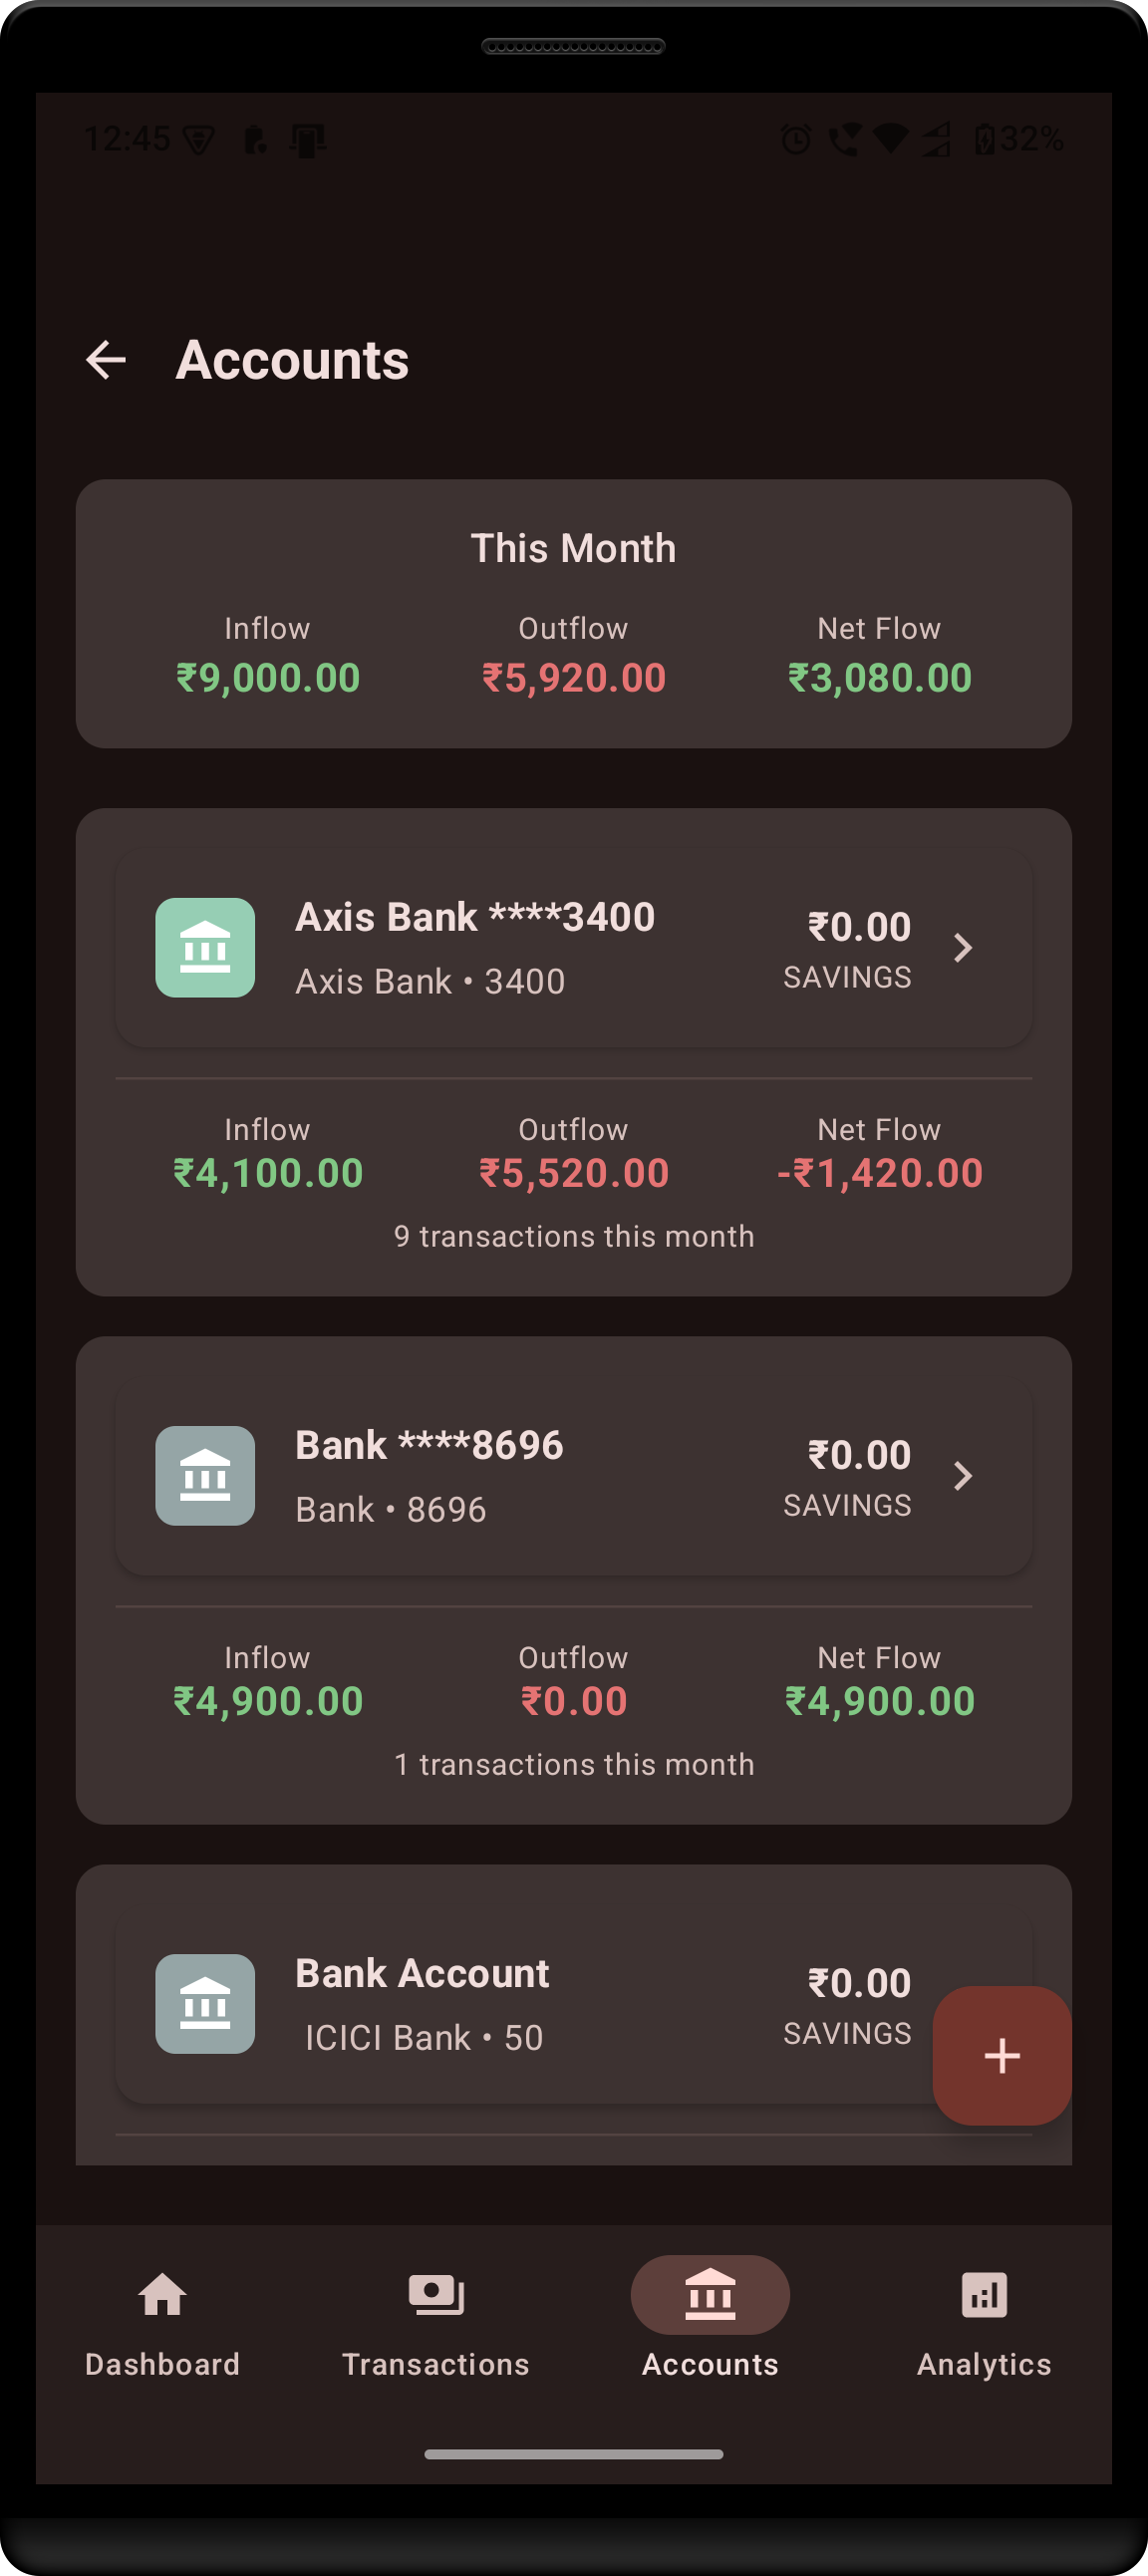 12:45
32%
Accounts
This Month
Inflow Outflow Net Flow
₹9,000.00 ₹5,920.00 ₹3,080.00
Axis Bank ****3400
₹0.00
Axis Bank • 3400
SAVINGS
Inflow Outflow Net Flow
₹4,100.00 ₹5,520.00 -₹1,420.00
9 transactions this month
Bank ****8696
₹0.00
Bank • 8696
SAVINGS
Inflow Outflow Net Flow
₹4,900.00 ₹0.00 ₹4,900.00
1 transactions this month
Bank Account
₹0.00
ICICI Bank • 50
SAVINGS
Dashboard Transactions Accounts Analytics